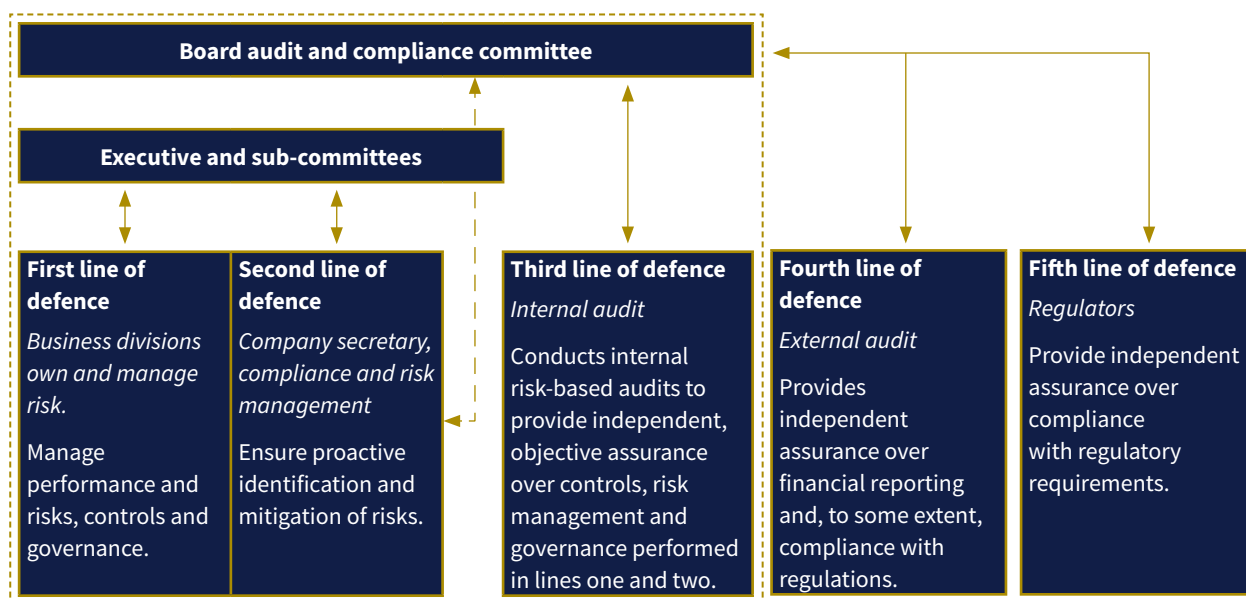 Board audit and compliance committee
Executive and sub-committees
First line of
defence
Business divisions
own and manage
risk.
Manage
performance and
risks, controls and
governance.
Second line of
defence
Company secretary,
compliance and risk
management
Ensure proactive
identification and
mitigation of risks.
Third line of defence
Internal audit
Conducts internal
risk-based audits to
provide independent,
objective assurance
over controls, risk
management and
governance performed
in lines one and two.
Fourth line of
defence
External audit
Provides
independent
assurance over
financial reporting
and, to some extent,
compliance with
regulations.
Fifth line of defence
Regulators
Provide independent
assurance over
compliance
with regulatory
requirements.